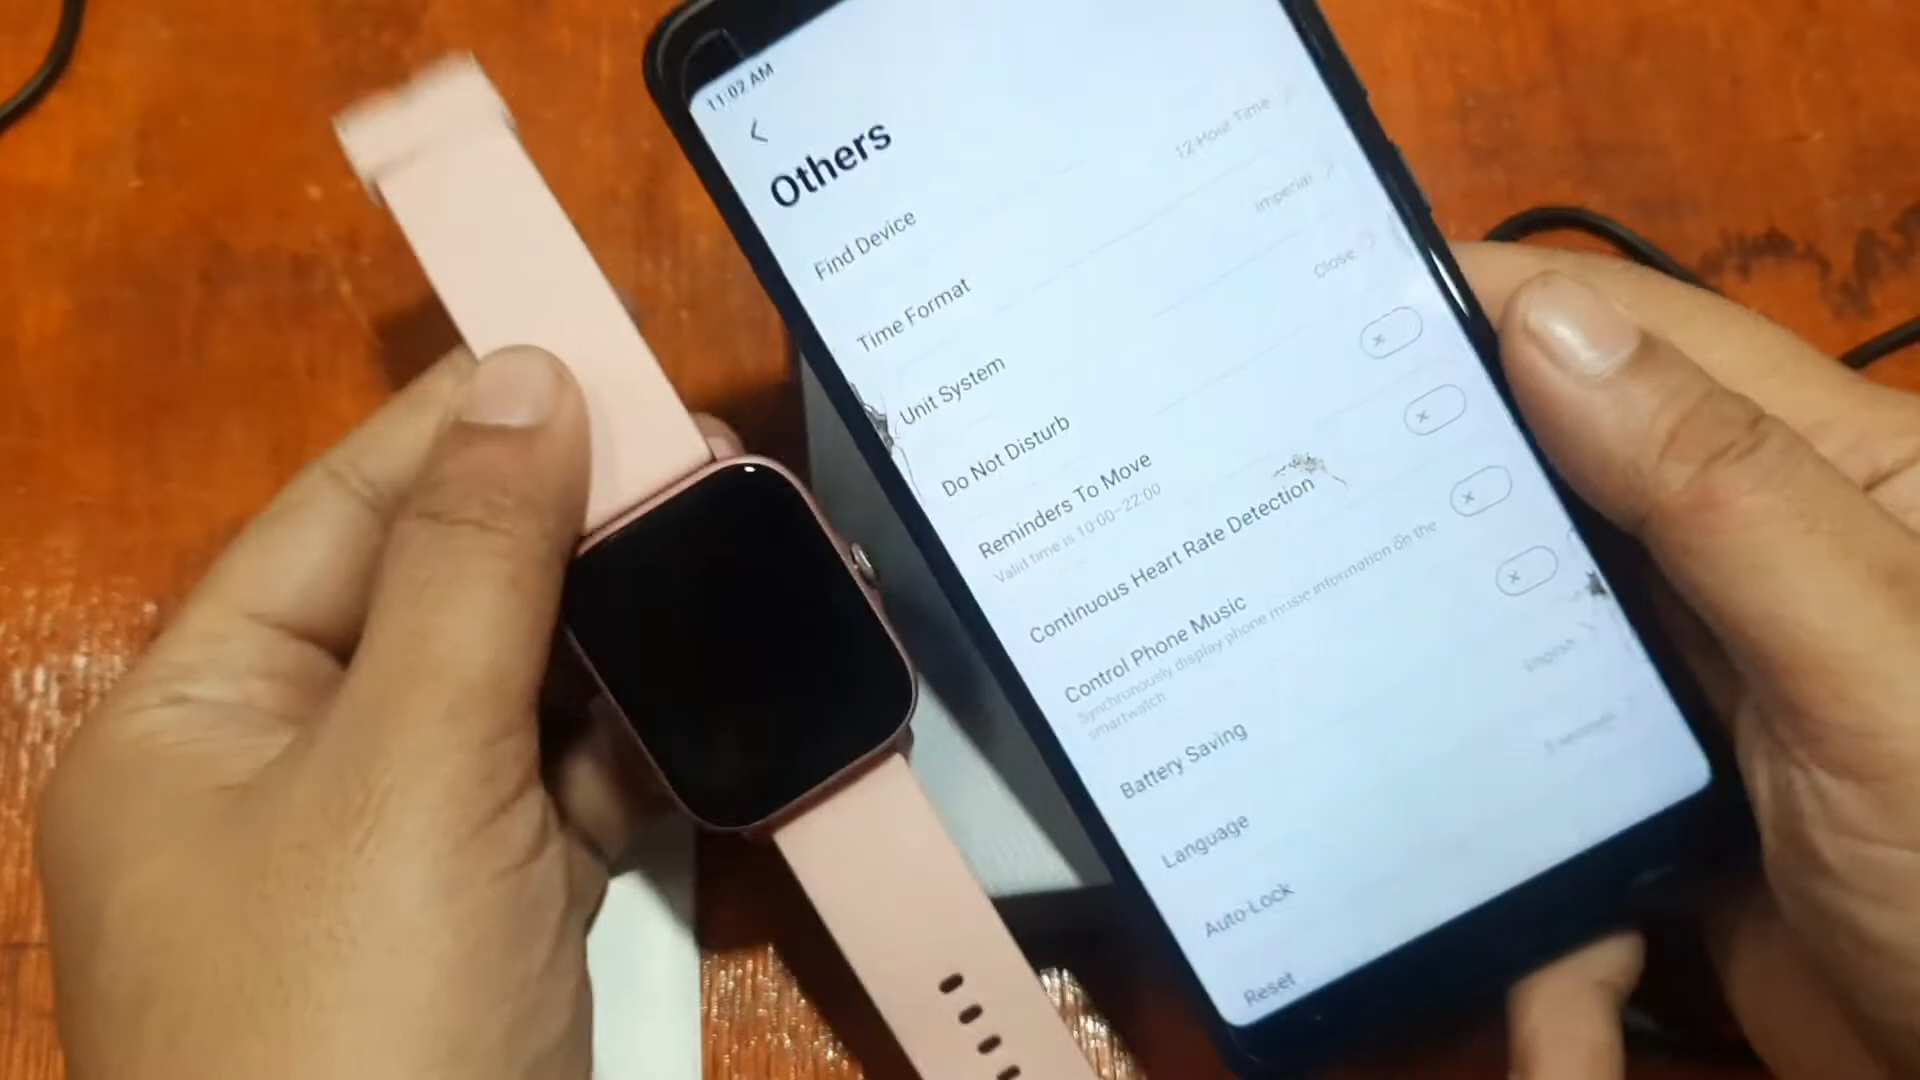 11:02 AM
Others
Find Device
Time Format
12-Hour Time
Unit System
Imperial
Do Not Disturb
Close
Reminders To Move
Valid time is 10:00-22:00
Continuous Heart Rate Detection
Control Phone Music
Synchronously display phone music information on the
smartwatch
Battery Saving
Language
English
Auto-Lock
5 seconds
Reset